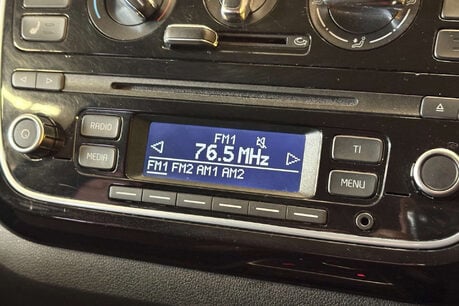 RADIO
MEDIA
FM1
76.5 MHz
FM1 FM2 AM1 AM2
TI
MENU